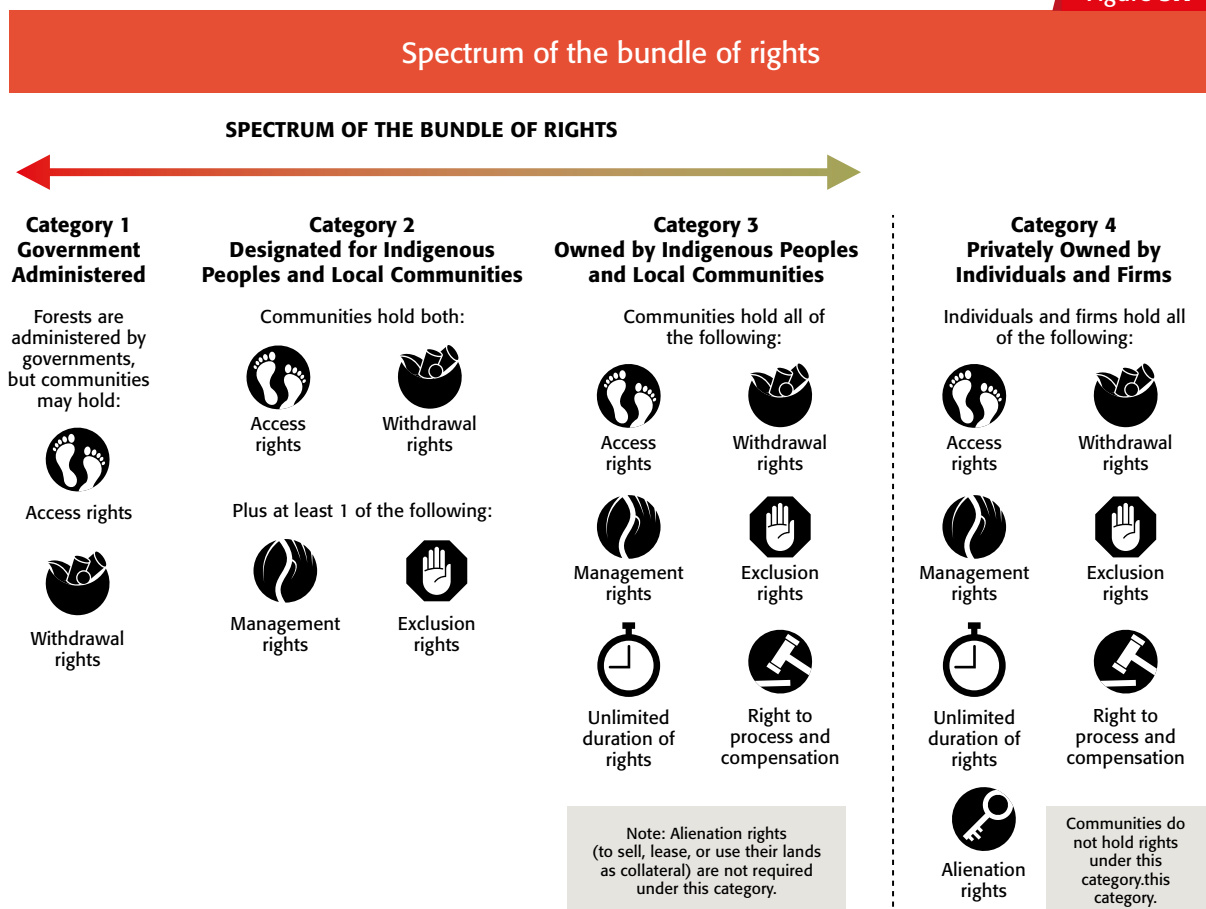 Spectrum of the bundle of rights
SPECTRUM OF THE BUNDLE OF RIGHTS
Category 1
Government
Administered
Forests are
administered by
governments,
but communities
may hold:
Access rights
Withdrawal
rights
Category 2
Designated for Indigenous
Peoples and Local Communities
Communities hold both:
Access
rights
Withdrawal
rights
Plus at least 1 of the following:
Management
rights
Exclusion
rights
Category 3
Owned by Indigenous Peoples
and Local Communities
Communities hold all of
the following:
Access
rights
Withdrawal
rights
Management
rights
Exclusion
rights
Unlimited
duration of
rights
Right to
process and
compensation
Note: Alienation rights
(to sell, lease, or use their lands
as collateral) are not required
under this category.
Category 4
Privately Owned by
Individuals and Firms
Individuals and firms hold all
of the following:
Access
rights
Withdrawal
rights
Management
rights
Exclusion
rights
Unlimited
duration of
rights
Right to
process and
compensation
Alienation
rights
Communities do
not hold rights
under this
category.this
category.